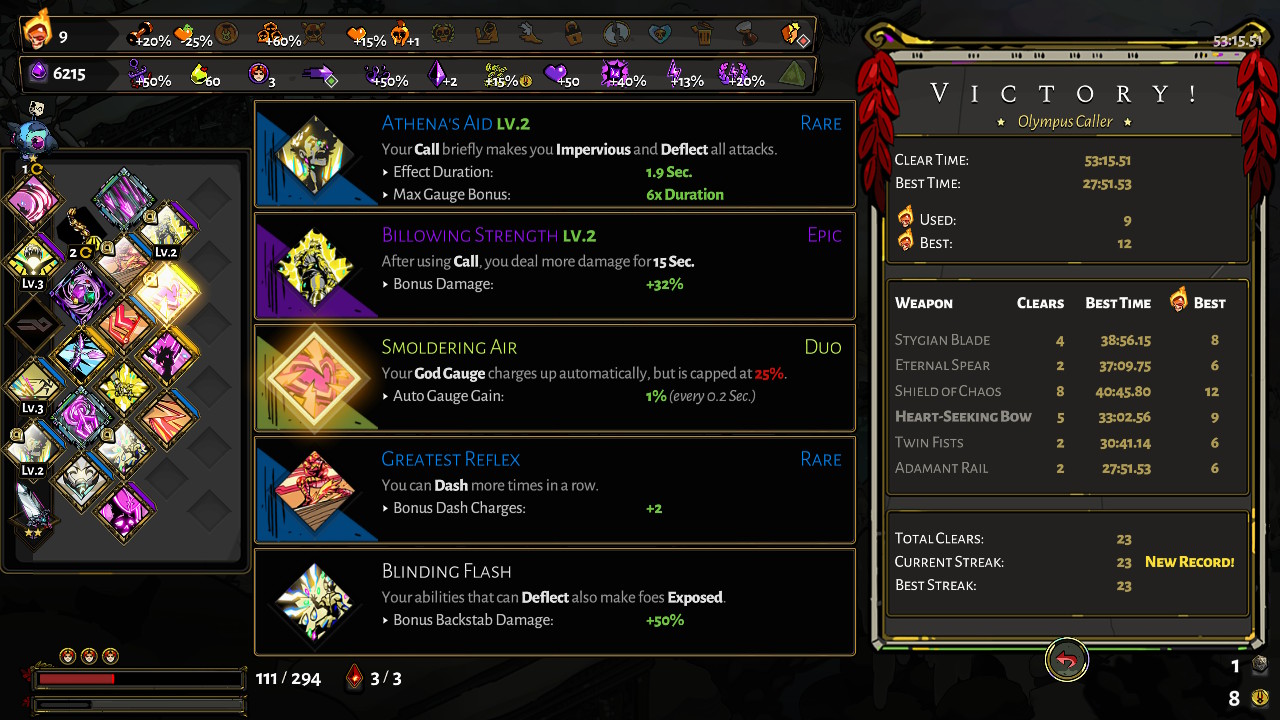 9 +20% -25% +60% +15% +1
6215 +50% 60 3 +50% +2 +15% +50 +40% +13% +20%
53:15.51
VICTORY!
Olympus Caller
CLEAR TIME: 53:15.51
BEST TIME: 27:51.53
USED: 9
BEST: 12
WEAPON CLEARS BEST TIME BEST
STYGIAN BLADE 4 38:56.15 8
ETERNAL SPEAR 2 37:09.75 6
SHIELD OF CHAOS 8 40:45.80 12
HEART-SEEKING BOW 5 33:02.56 9
TWIN FISTS 2 30:41.14 6
ADAMANT RAIL 2 27:51.53 6
TOTAL CLEARS: 23
CURRENT STREAK: 23 NEW RECORD!
BEST STREAK: 23
1
8
1
2
Lv.2
Lv.3
Lv.3
Lv.2
ATHENA'S AID LV.2 RARE
Your Call briefly makes you Impervious and Deflect all attacks.
Effect Duration: 1.9 Sec.
Max Gauge Bonus: 6x Duration
BILLOWING STRENGTH LV.2 EPIC
After using Call, you deal more damage for 15 Sec.
Bonus Damage: +32%
SMOLDERING AIR DUO
Your God Gauge charges up automatically, but is capped at 25%.
Auto Gauge Gain: 1% (every 0.2 Sec.)
GREATEST REFLEX RARE
You can Dash more times in a row.
Bonus Dash Charges: +2
BLINDING FLASH
Your abilities that can Deflect also make foes Exposed.
Bonus Backstab Damage: +50%
111 / 294 3 / 3